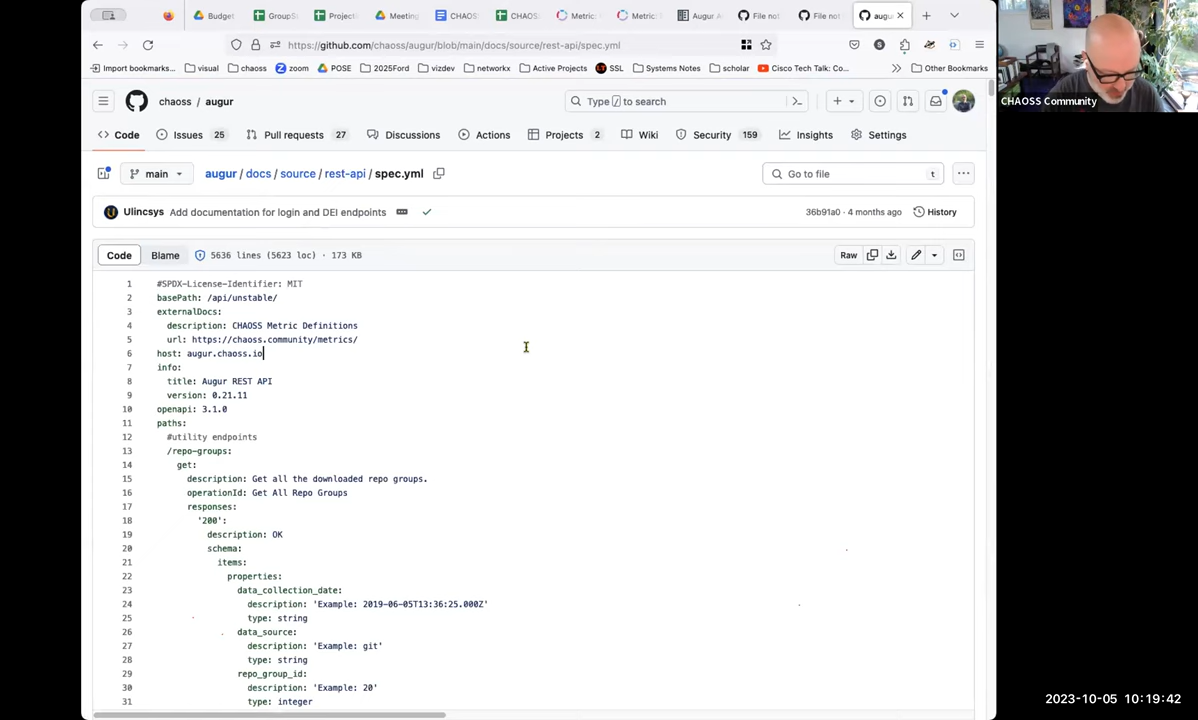 Budget
GroupS
Project
Meeting
CHAOS
CHAOS
Metric:
Metric:
Augur A
File not
File not
augu
https://github.com/chaoss/augur/blob/main/docs/source/rest-api/spec.yml
Import bookmarks...
visual
chaoss
zoom
POSE
2025Ford
vizdev
networkx
Active Projects
SSL
Systems Notes
scholar
Cisco Tech Talk: Co...
Other Bookmarks
CHAOSS Community
chaoss / augur
Type / to search
Code
Issues 25
Pull requests 27
Discussions
Actions
Projects 2
Wiki
Security 159
Insights
Settings
main
augur / docs / source / rest-api / spec.yml
Go to file t
Ulincsys Add documentation for login and DEI endpoints
36b91a0 · 4 months ago
History
Code
Blame
5636 lines (5623 loc) · 173 KB
Raw
1 #SPDX-License-Identifier: MIT
2 basePath: /api/unstable/
3 externalDocs:
4 description: CHAOSS Metric Definitions
5 url: https://chaoss.community/metrics/
6 host: augur.chaoss.io
7 info:
8 title: Augur REST API
9 version: 0.21.11
10 openapi: 3.1.0
11 paths:
12 #utility endpoints
13 /repo-groups:
14 get:
15 description: Get all the downloaded repo groups.
16 operationId: Get All Repo Groups
17 responses:
18 '200':
19 description: OK
20 schema:
21 items:
22 properties:
23 data_collection_date:
24 description: 'Example: 2019-06-05T13:36:25.000Z'
25 type: string
26 data_source:
27 description: 'Example: git'
28 type: string
29 repo_group_id:
30 description: 'Example: 20'
31 type: integer
2023-10-05 10:19:42